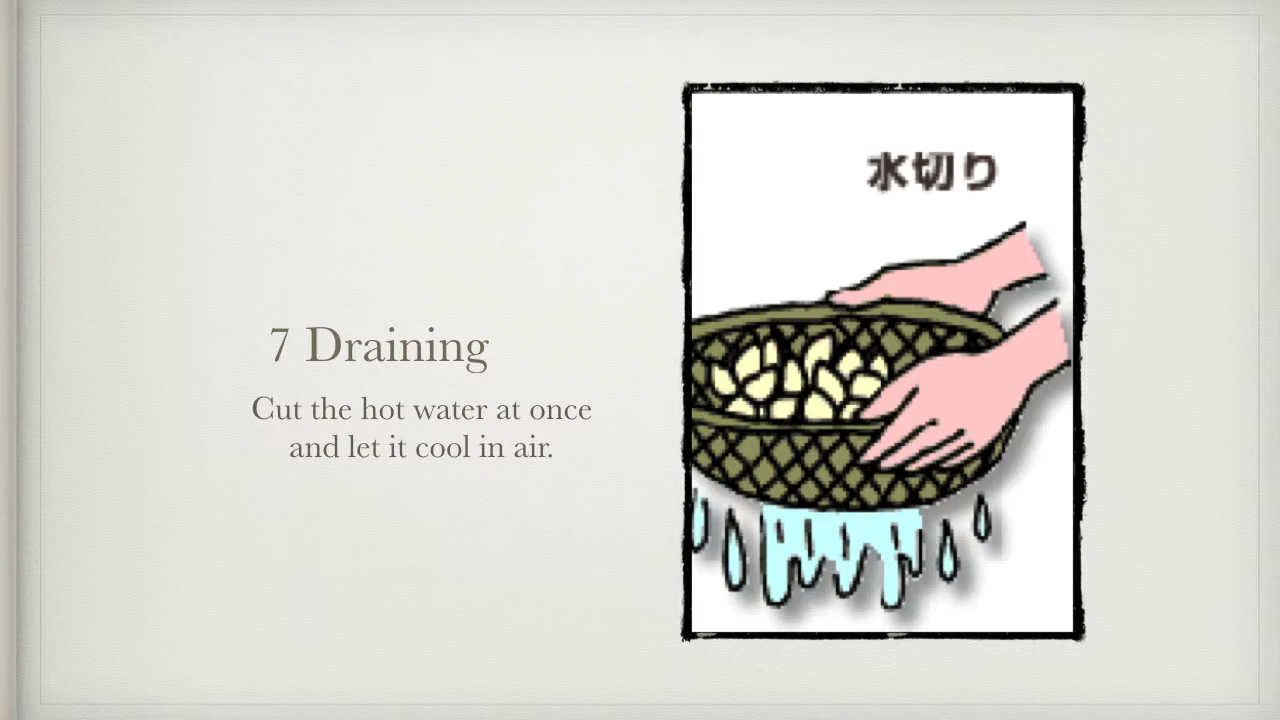 7 Draining
Cut the hot water at once
and let it cool in air.
水切り